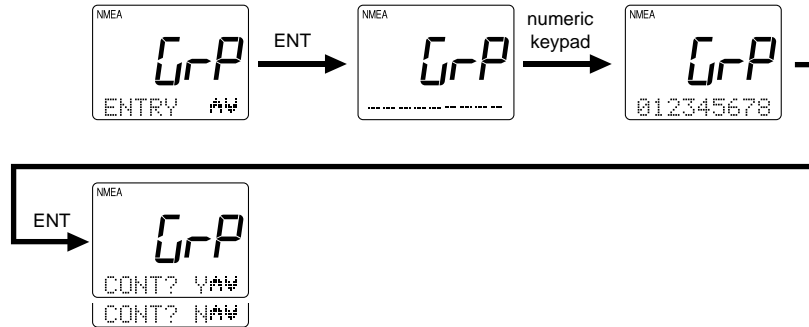 NMEA
GrP
ENTRY
ENT
NMEA
GrP
numeric
keypad
NMEA
GrP
012345678
ENT
NMEA
GrP
CONT? Y
CONT? N